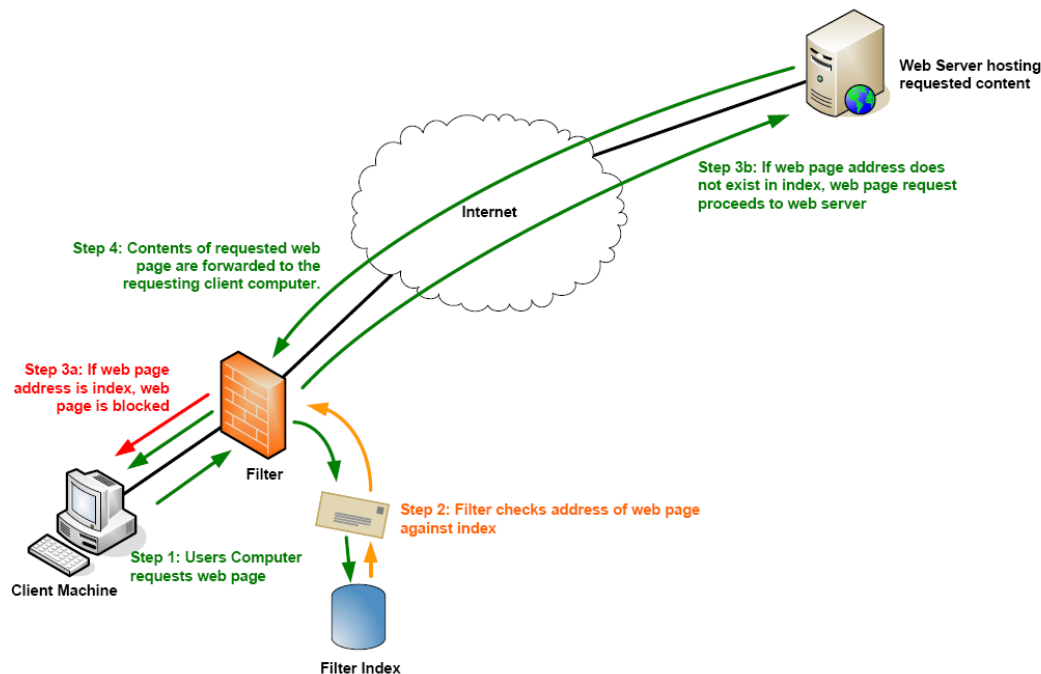 Web Server hosting
requested content
Step 3b: If web page address does
not exist in index, web page request
proceeds to web server
Internet
Step 4: Contents of requested web
page are forwarded to the
requesting client computer.
Step 3a: If web page
address is index, web
page is blocked
Filter
Step 2: Filter checks address of web page
against index
Step 1: Users Computer
requests web page
Client Machine
Filter Index